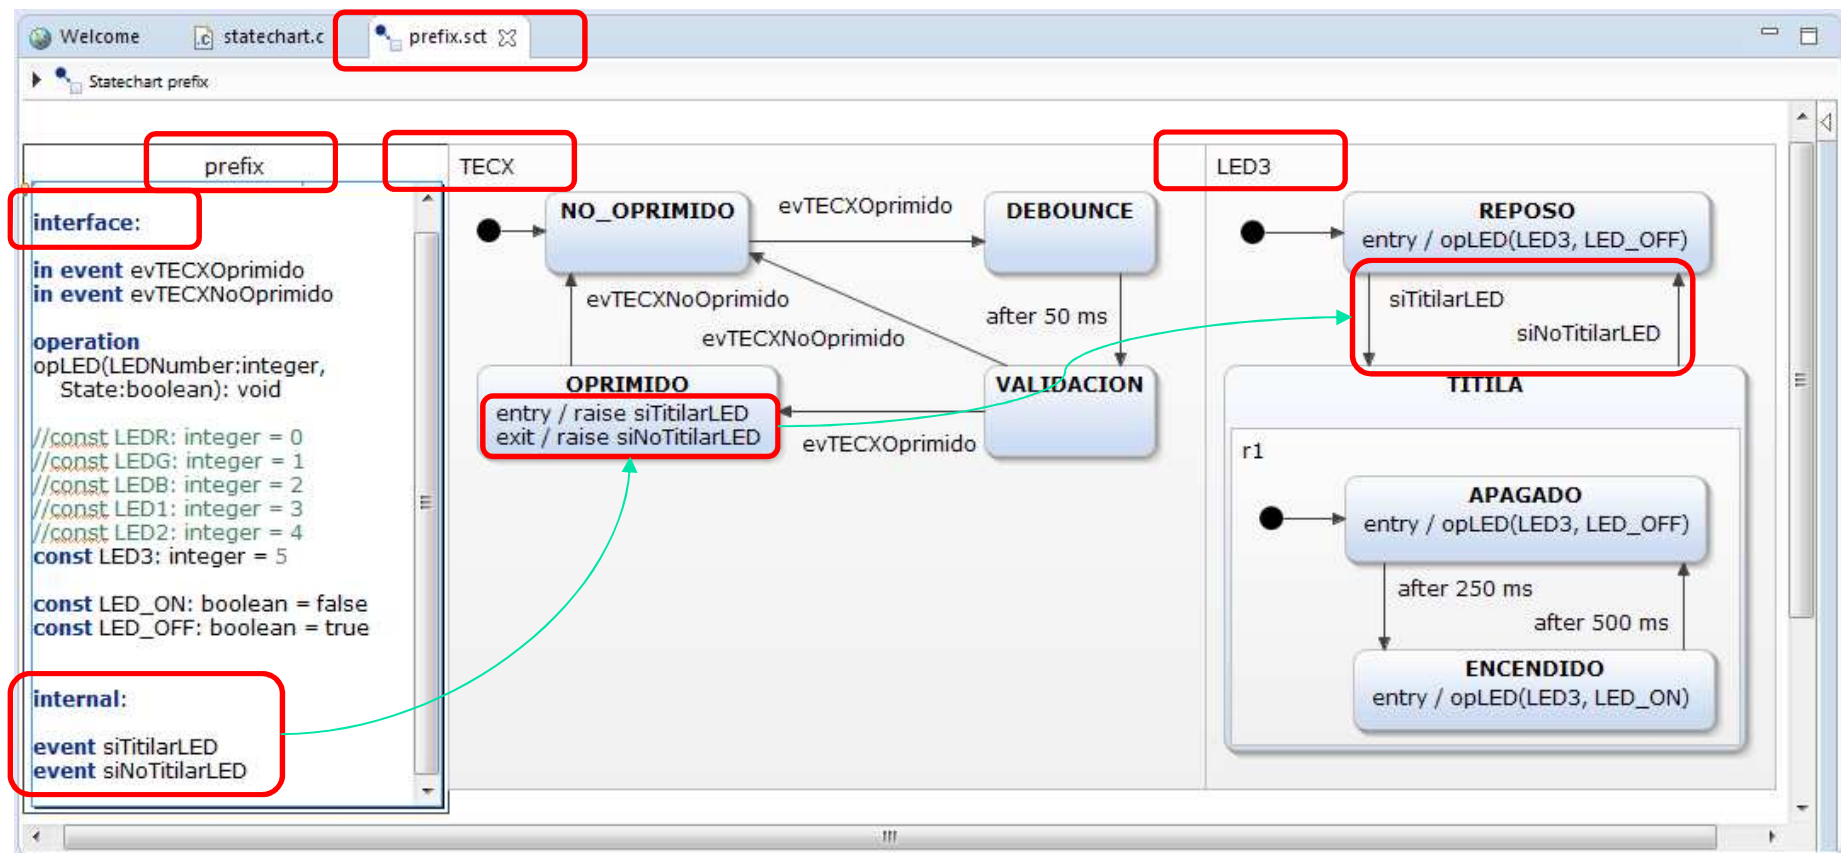 Welcome
.c statechart.c
prefix.sct
Statechart prefix
prefix
interface:
in event evTECXOprimido
in event evTECXNoOprimido
operation
opLED(LEDNumber:integer,
State:boolean): void
//const LEDR: integer = 0
//const LEDG: integer = 1
//const LEDB: integer = 2
//const LED1: integer = 3
//const LED2: integer = 4
const LED3: integer = 5
const LED_ON: boolean = false
const LED_OFF: boolean = true
internal:
event siTitilarLED
event siNoTitilarLED
TECX
NO_OPRIMIDO
evTECXOprimido
DEBOUNCE
evTECXNoOprimido
after 50 ms
evTECXNoOprimido
OPRIMIDO
entry / raise siTitilarLED
exit / raise siNoTitilarLED
VALIDACION
evTECXOprimido
LED3
REPOSO
entry / opLED(LED3, LED_OFF)
siTitilarLED
siNoTitilarLED
TITILA
r1
APAGADO
entry / opLED(LED3, LED_OFF)
after 250 ms
after 500 ms
ENCENDIDO
entry / opLED(LED3, LED_ON)